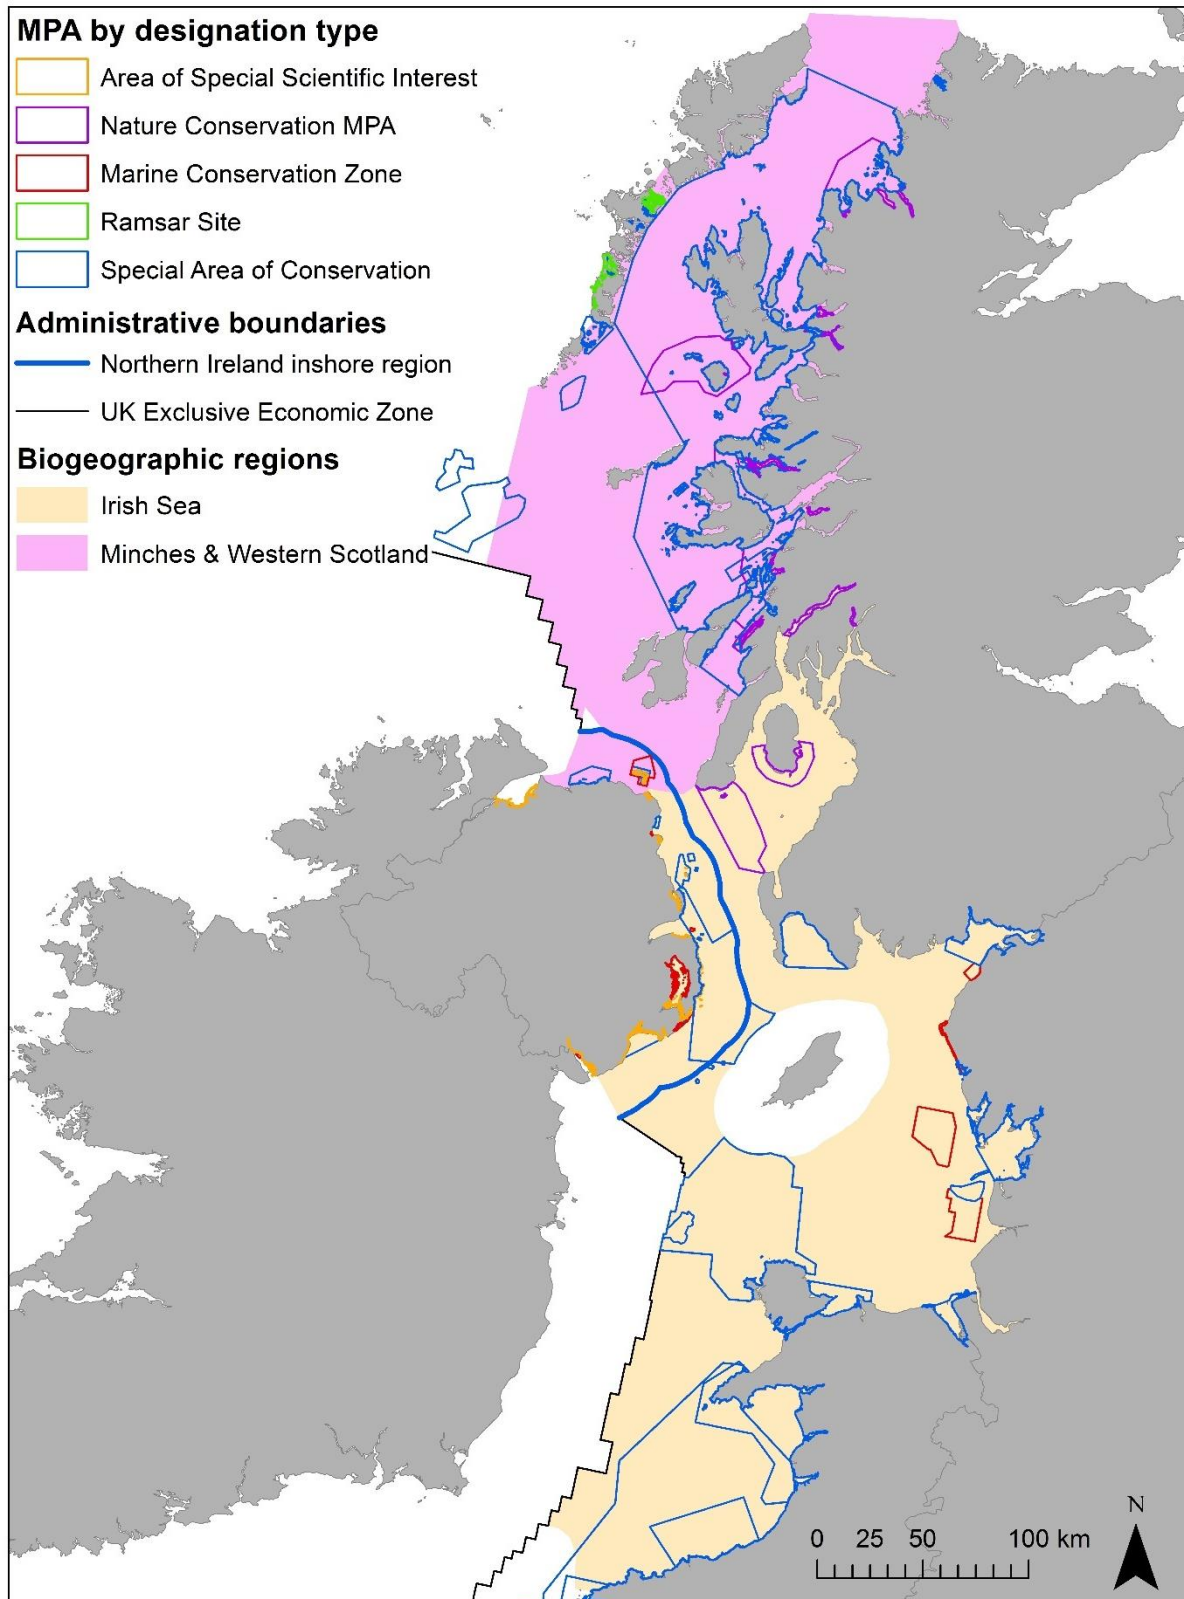 MPA by designation type
Area of Special Scientific Interest
Nature Conservation MPA
Marine Conservation Zone
Ramsar Site
Special Area of Conservation
Administrative boundaries
Northern Ireland inshore region
UK Exclusive Economic Zone
Biogeographic regions
Irish Sea
Minches & Western Scotland
N
0 25 50 100 km